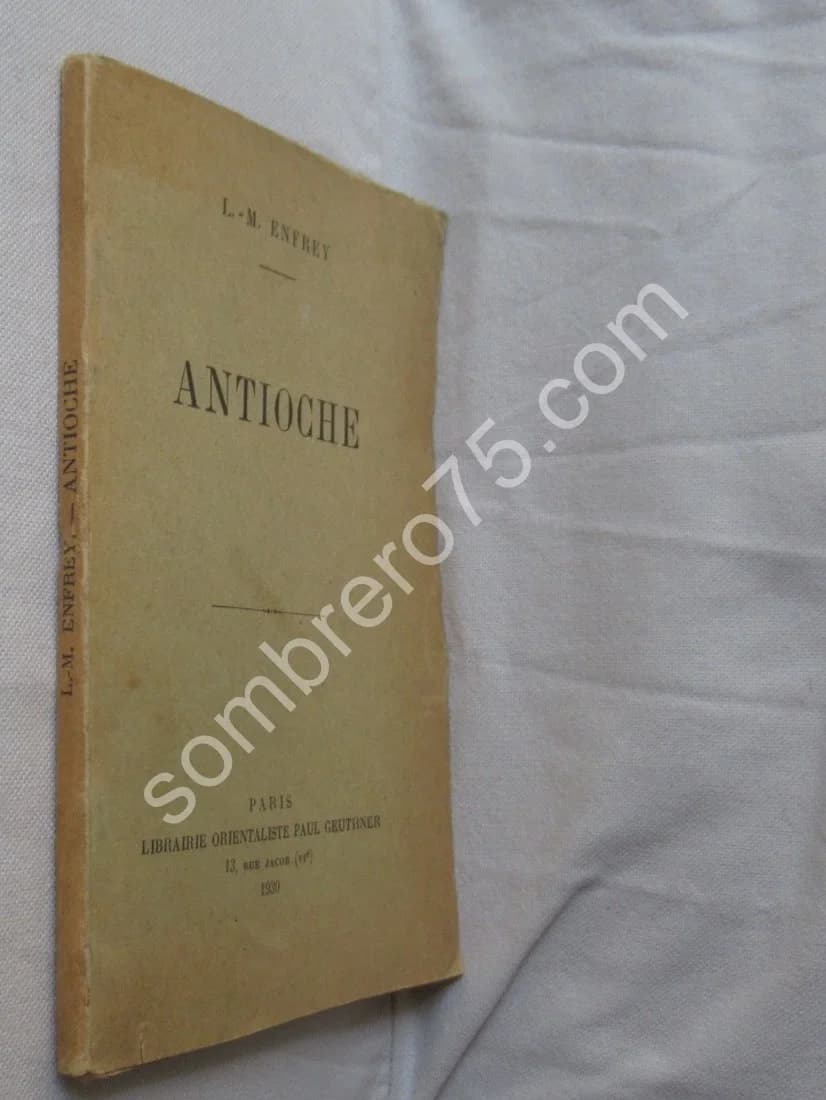 L.-M. ENFREY
ANTIOCHE
PARIS
LIBRAIRIE ORIENTALISTE PAUL GEUTHNER
13, RUE JACOB (VIᵉ)
1930
L.-M. ENFREY. — ANTIOCHE
sombrero75.com